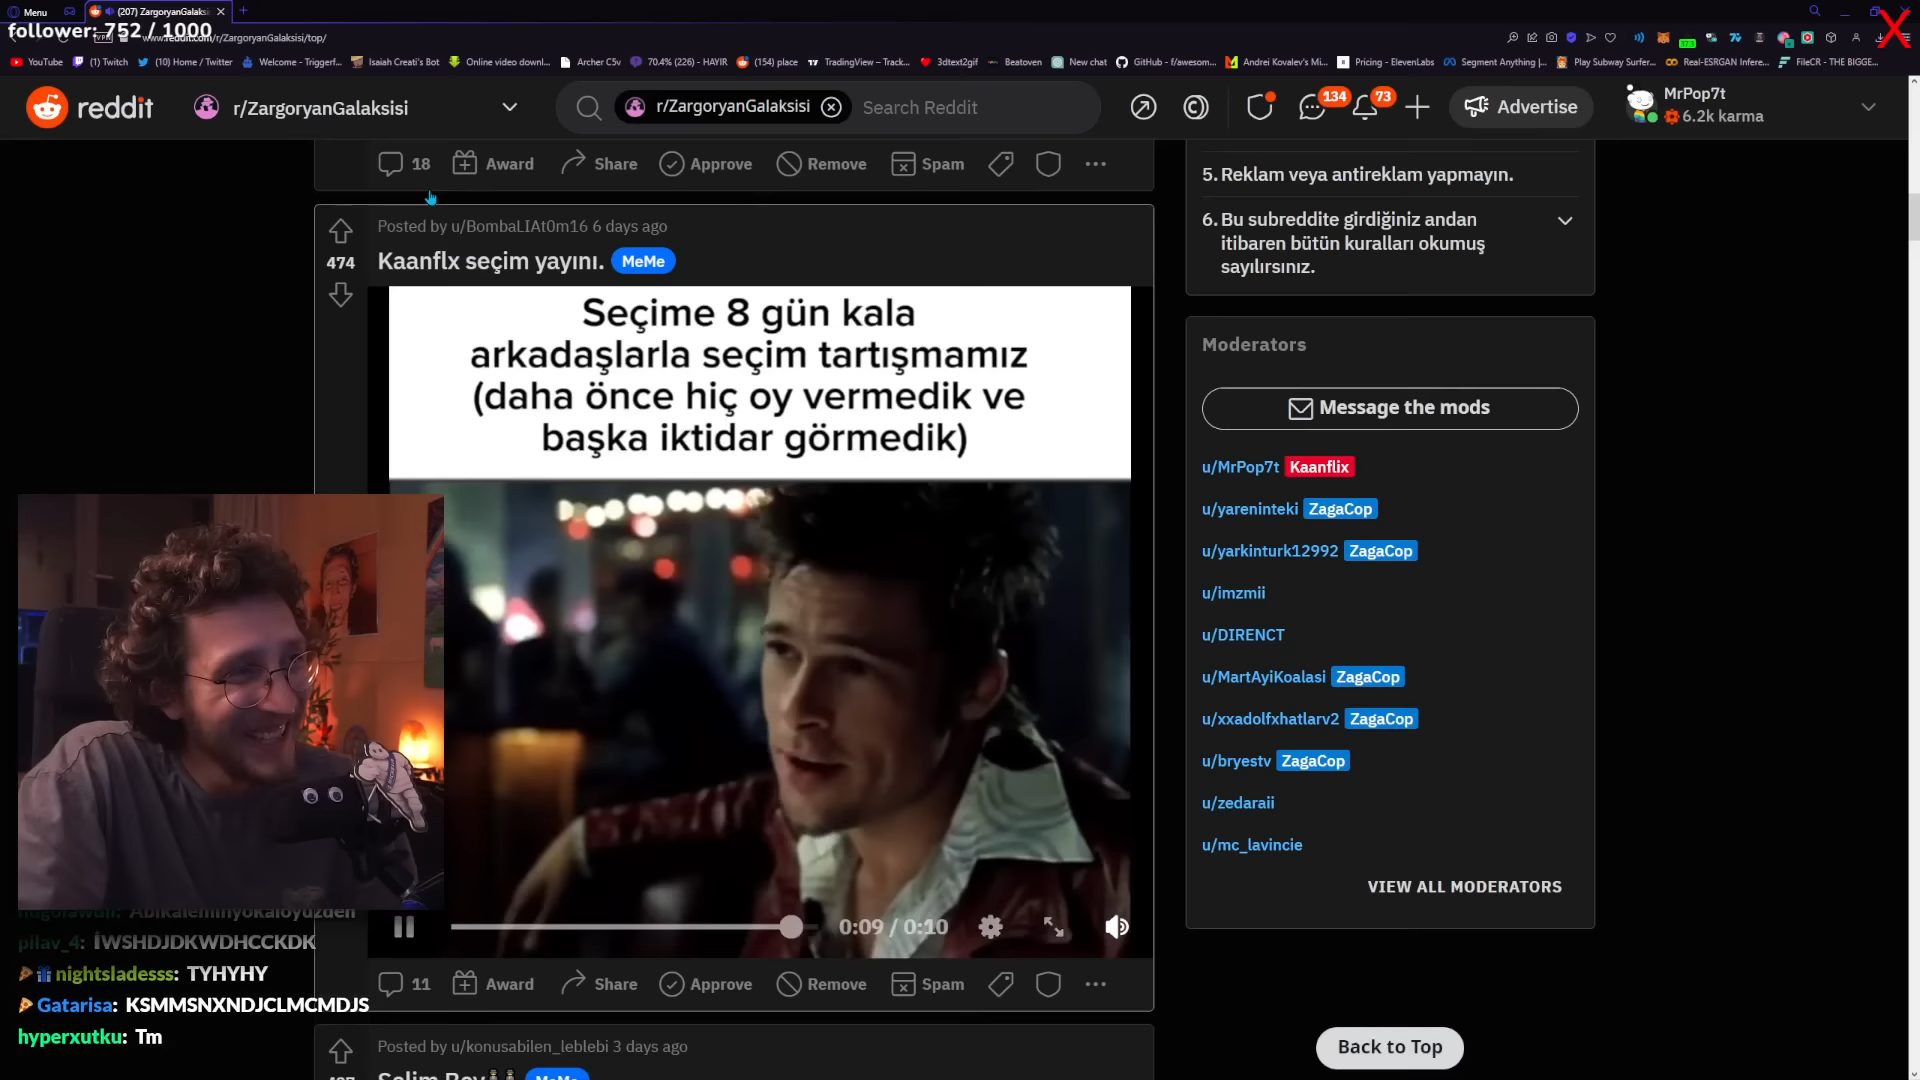 Menu
(207) ZargoryanGalaksi
follower: 752 / 1000
VPN
www.reddit.com/r/ZargoryanGalaksisi/top/
YouTube
(1) Twitch
(10) Home / Twitter
Welcome - Triggerf...
Isaiah Creati's Bot
Online video downl...
Archer C5v
70.4% (226) - HAYIR
(154) place
TradingView – Track...
3dtext2gif
Beatoven
New chat
GitHub - f/awesom...
Andrei Kovalev's Mi...
Pricing - ElevenLabs
Segment Anything |...
Play Subway Surfer...
Real-ESRGAN Infere...
FileCR - THE BIGGE...
reddit
r/ZargoryanGalaksisi
r/ZargoryanGalaksisi
Search Reddit
134
73
Advertise
MrPop7t
6.2k karma
X
18 Award Share Approve Remove Spam
Posted by u/BombaLIAt0m16 6 days ago
474
Kaanflx seçim yayını. MeMe
Seçime 8 gün kala
arkadaşlarla seçim tartışmamız
(daha önce hiç oy vermedik ve
başka iktidar görmedik)
0:09 / 0:10
11 Award Share Approve Remove Spam
Posted by u/konusabilen_leblebi 3 days ago
Selim Bey MeMe
5. Reklam veya antireklam yapmayın.
6. Bu subreddite girdiğiniz andan
itibaren bütün kuralları okumuş
sayılırsınız.
Moderators
Message the mods
u/MrPop7t Kaanflix
u/yareninteki ZagaCop
u/yarkinturk12992 ZagaCop
u/imzmii
u/DIRENCT
u/MartAyiKoalasi ZagaCop
u/xxadolfxhatlarv2 ZagaCop
u/bryestv ZagaCop
u/zedaraii
u/mc_lavincie
VIEW ALL MODERATORS
Back to Top
pilav_4: İWSHDJDKWDHCCKDK
nightsladesss: TYHYHY
Gatarisa: KSMMSNXNDJCLMCMDJS
hyperxutku: Tm